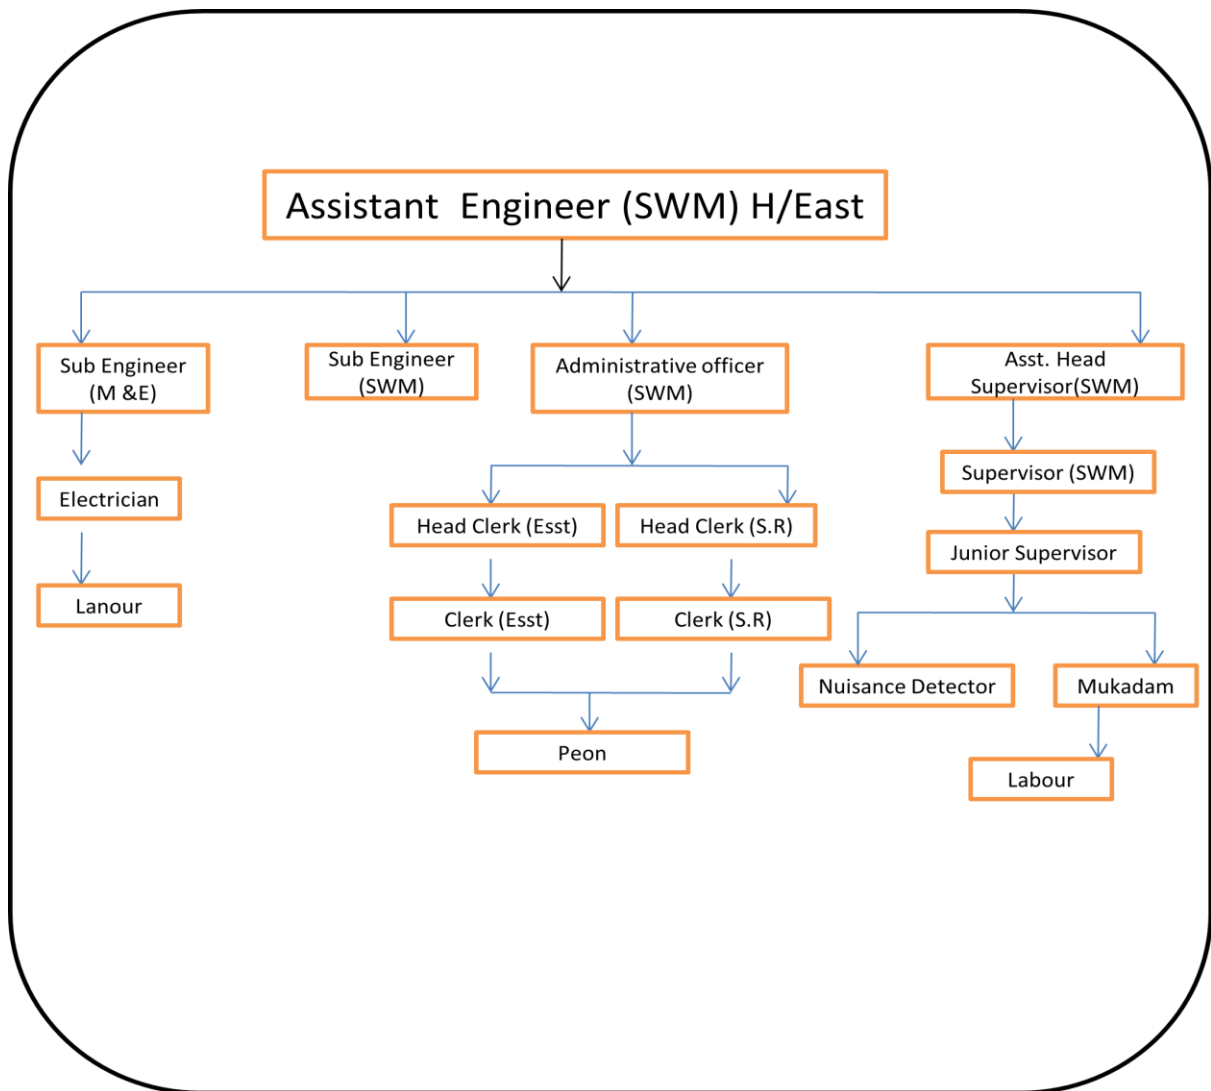 Assistant  Engineer (SWM) H/East
Sub Engineer
(M &E)
Sub Engineer
(SWM)
Administrative officer
(SWM)
Asst. Head
Supervisor(SWM)
Electrician
Supervisor (SWM)
Head Clerk (Esst)
Head Clerk (S.R)
Junior Supervisor
Lanour
Clerk (Esst)
Clerk (S.R)
Nuisance Detector
Mukadam
Peon
Labour